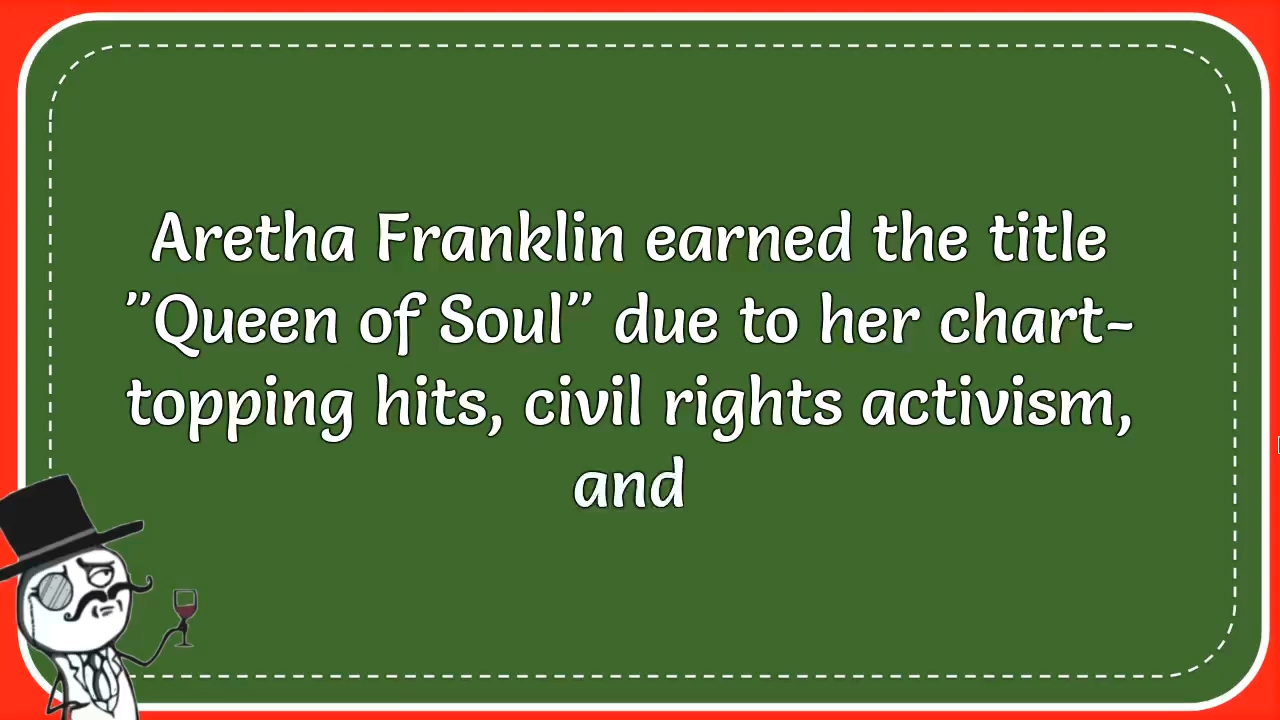 Aretha Franklin earned the title
"Queen of Soul" due to her chart-
topping hits, civil rights activism,
and